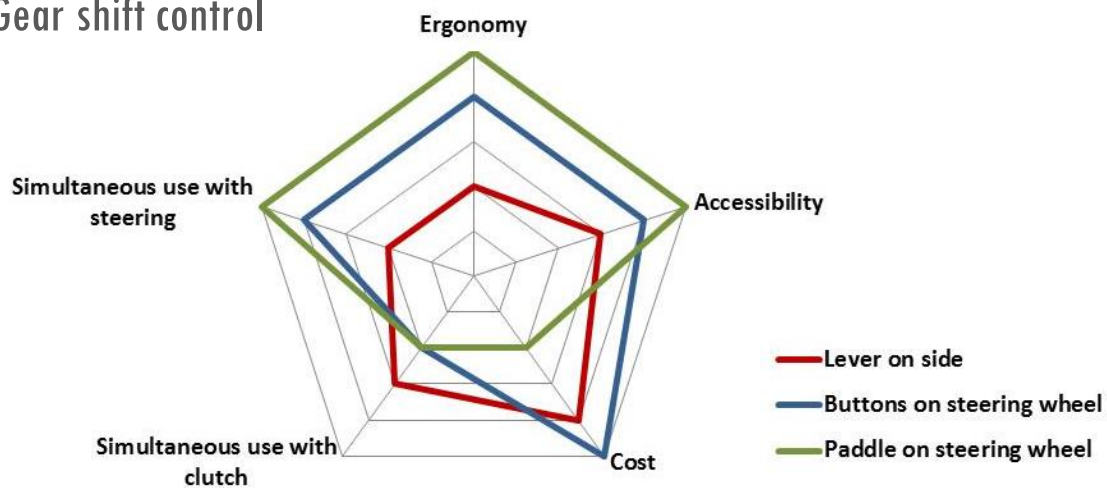 Gear shift control
Ergonomy
Simultaneous use with
steering
Accessibility
Lever on side
Buttons on steering wheel
Paddle on steering wheel
Simultaneous use with
clutch
Cost